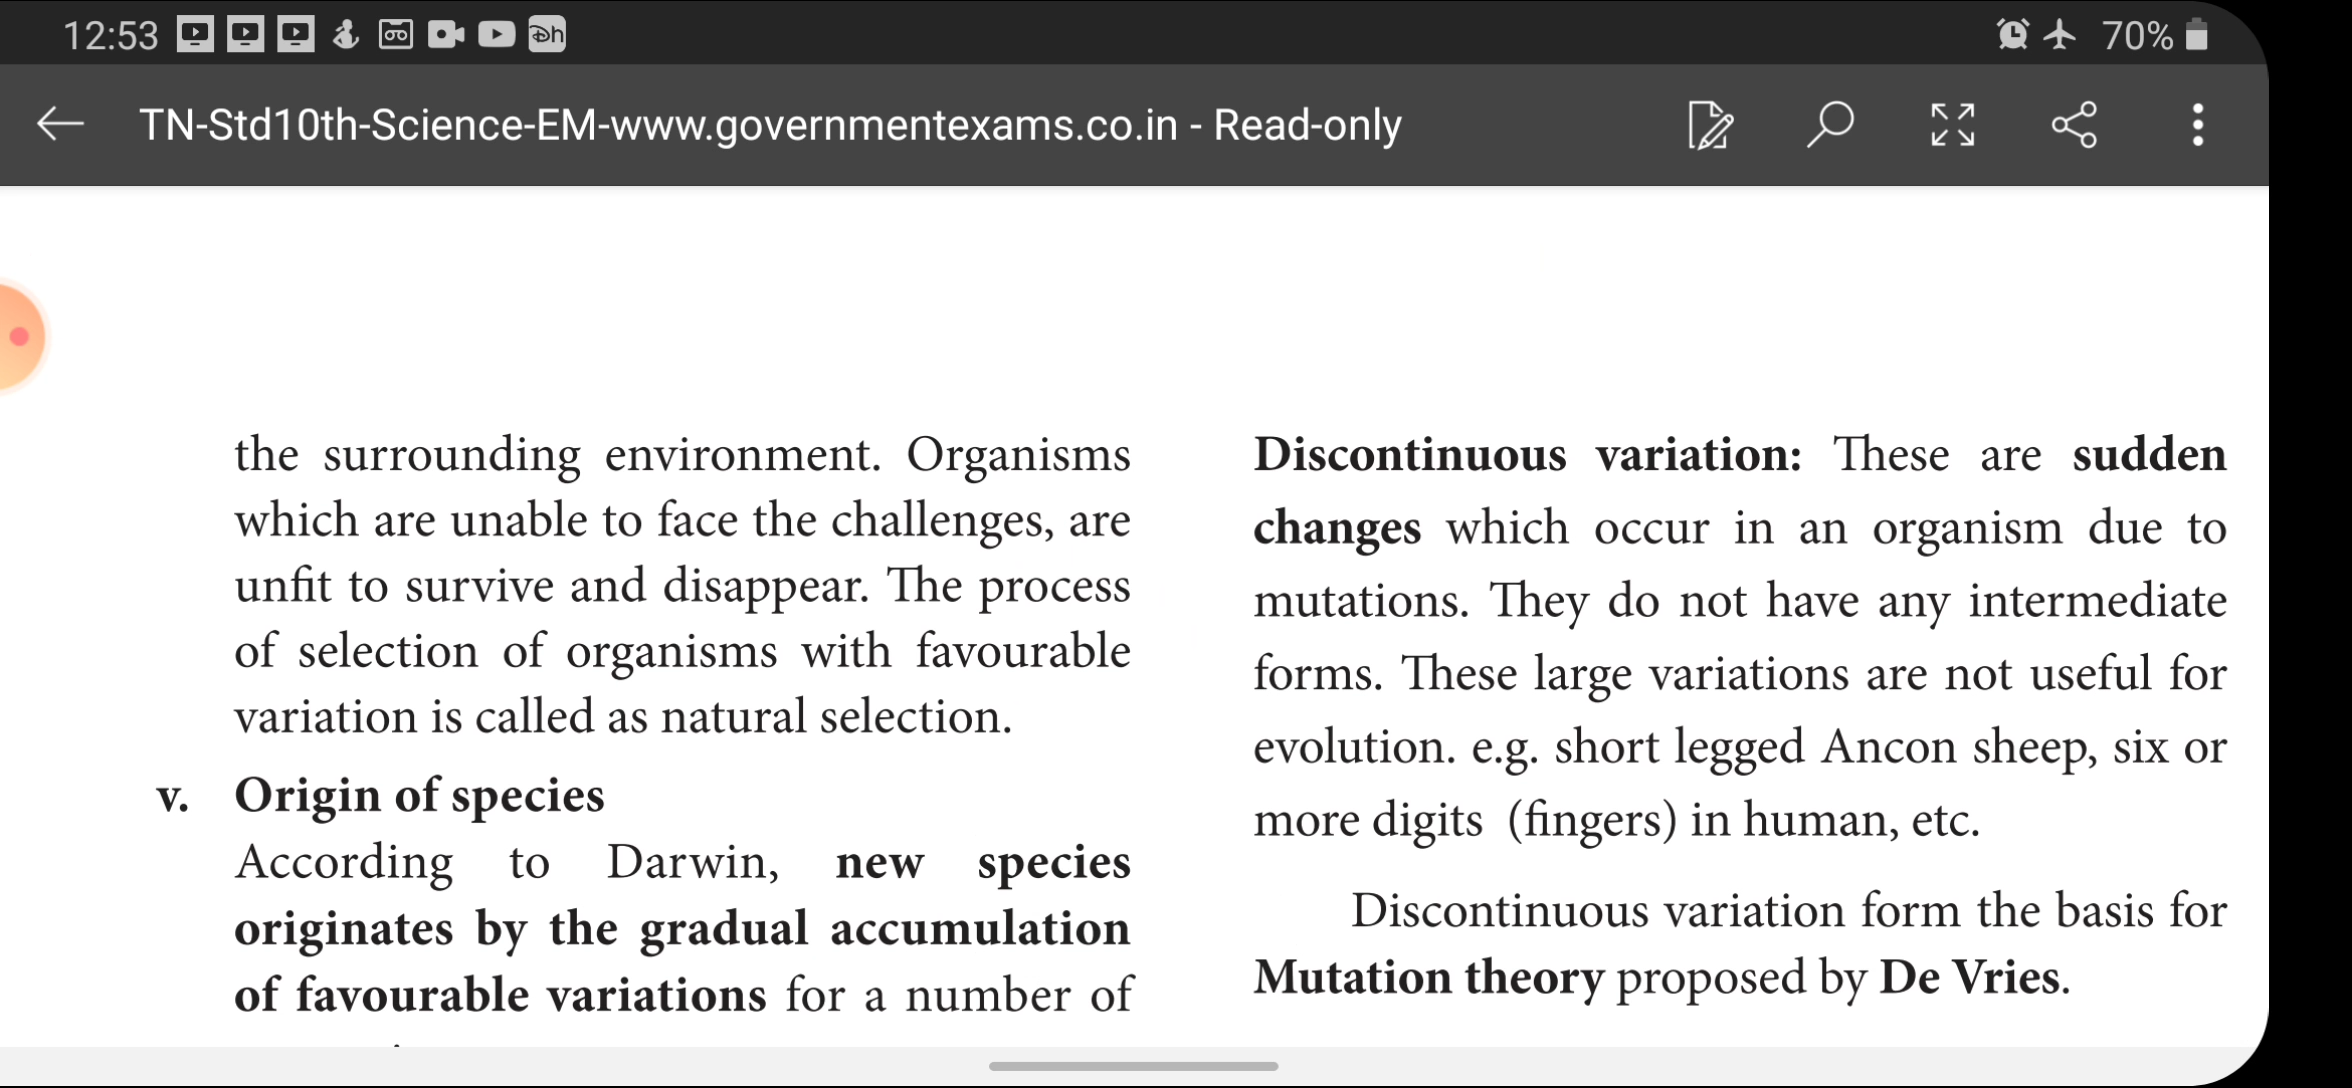 12:53
70%
TN-Std10th-Science-EM-www.governmentexams.co.in - Read-only
the surrounding environment. Organisms
which are unable to face the challenges, are
unfit to survive and disappear. The process
of selection of organisms with favourable
variation is called as natural selection.
v. Origin of species
According to Darwin, new species
originates by the gradual accumulation
of favourable variations for a number of
Discontinuous variation: These are sudden
changes which occur in an organism due to
mutations. They do not have any intermediate
forms. These large variations are not useful for
evolution. e.g. short legged Ancon sheep, six or
more digits (fingers) in human, etc.
Discontinuous variation form the basis for
Mutation theory proposed by De Vries.